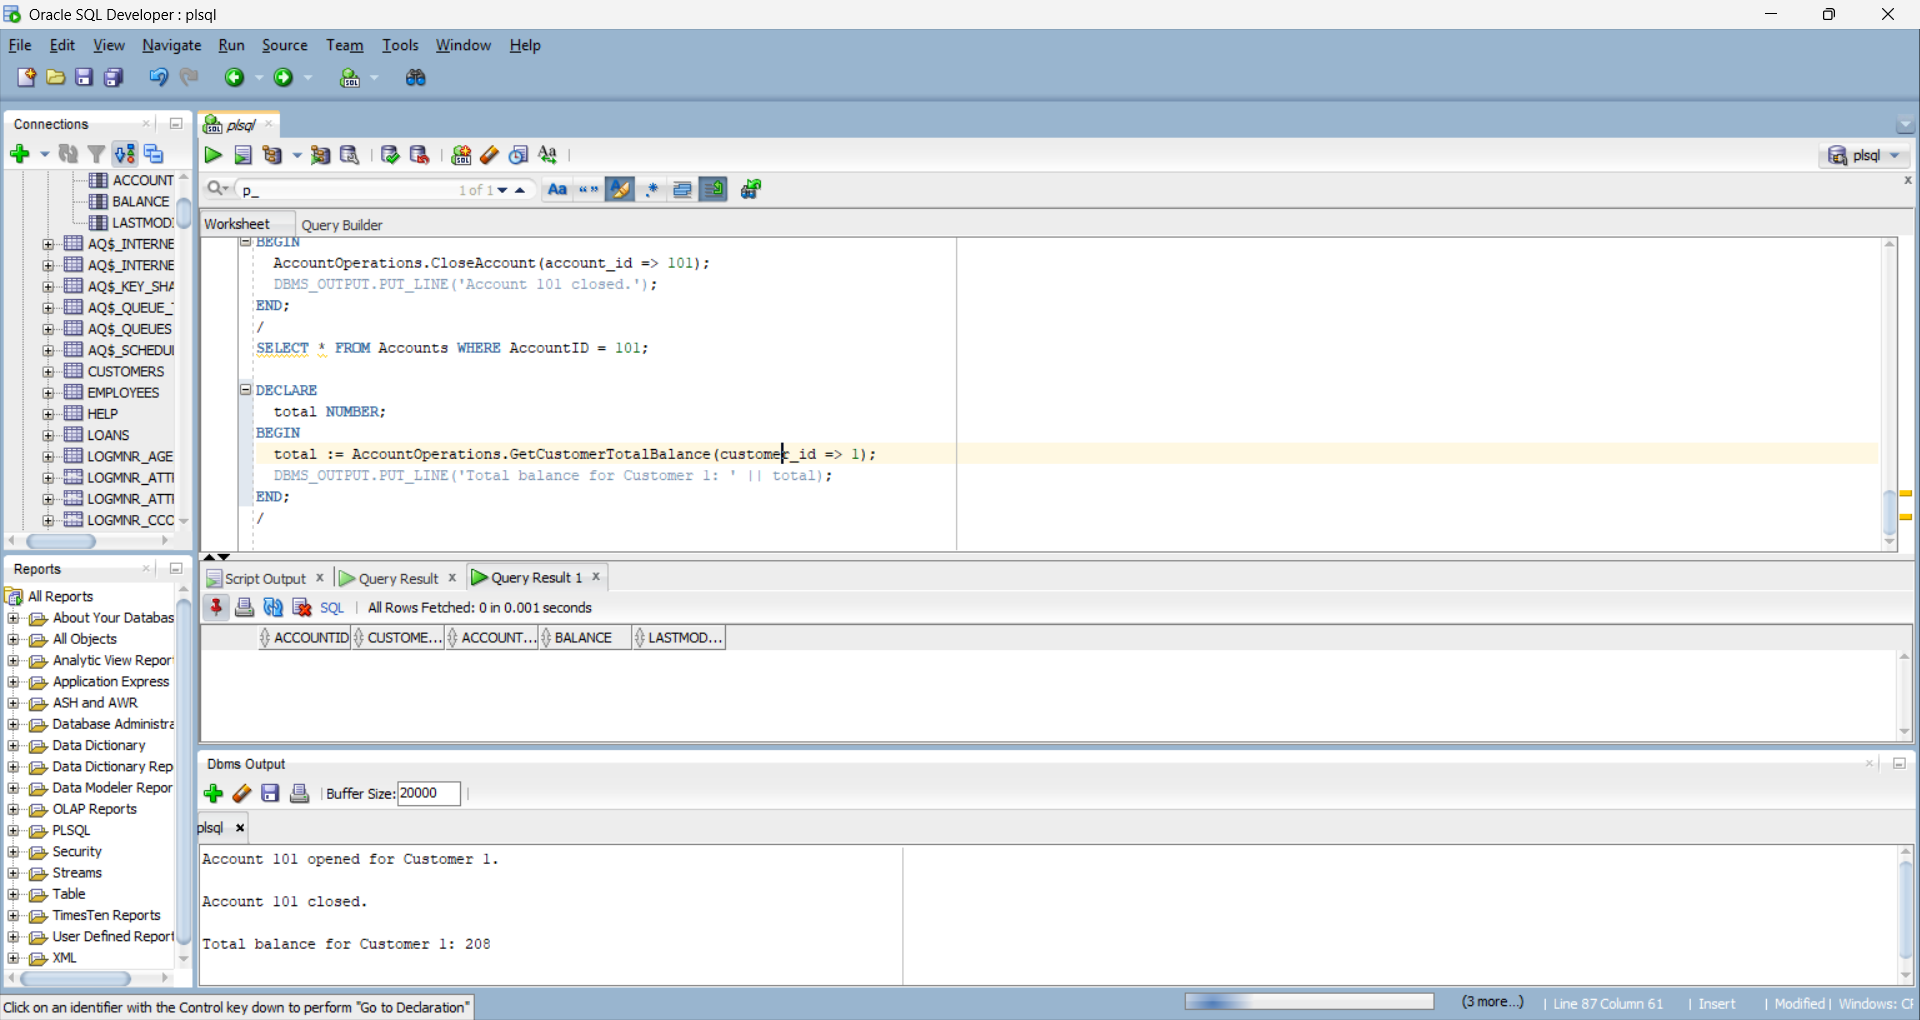 Oracle SQL Developer : plsql
File Edit View Navigate Run Source Team Tools Window Help
Connections
plsql
plsql
p_
1 of 1
Aa
Worksheet
Query Builder
ACCOUNT
BALANCE
LASTMOD
AQ$_INTERNE
AQ$_INTERNE
AQ$_KEY_SHA
AQ$_QUEUE_
AQ$_QUEUES
AQ$_SCHEDU
CUSTOMERS
EMPLOYEES
HELP
LOANS
LOGMNR_AGE
LOGMNR_ATT
LOGMNR_ATT
LOGMNR_CCC
BEGIN
AccountOperations.CloseAccount(account_id => 101);
DBMS_OUTPUT.PUT_LINE('Account 101 closed.');
END;
/
SELECT * FROM Accounts WHERE AccountID = 101;
DECLARE
total NUMBER;
BEGIN
total := AccountOperations.GetCustomerTotalBalance(customer_id => 1);
DBMS_OUTPUT.PUT_LINE('Total balance for Customer 1: ' || total);
END;
/
Reports
All Reports
About Your Databas
All Objects
Analytic View Repor
Application Express
ASH and AWR
Database Administra
Data Dictionary
Data Dictionary Rep
Data Modeler Repor
OLAP Reports
PLSQL
Security
Streams
Table
TimesTen Reports
User Defined Report
XML
Script Output
Query Result
Query Result 1
SQL
All Rows Fetched: 0 in 0.001 seconds
ACCOUNTID CUSTOME... ACCOUNT... BALANCE LASTMOD...
Dbms Output
Buffer Size: 20000
plsql
Account 101 opened for Customer 1.
Account 101 closed.
Total balance for Customer 1: 208
Click on an identifier with the Control key down to perform "Go to Declaration"
(3 more...)
Line 87 Column 61
Insert
Modified
Windows: C